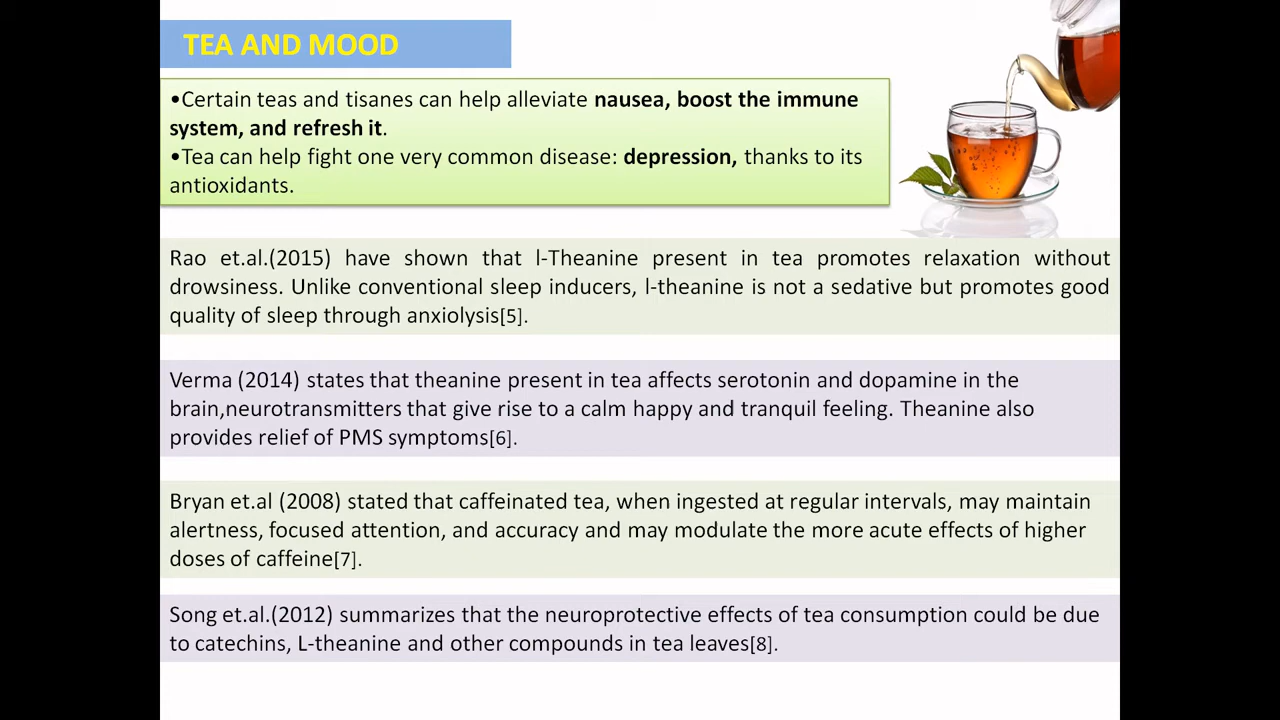 TEA AND MOOD
•Certain teas and tisanes can help alleviate nausea, boost the immune
system, and refresh it.
•Tea can help fight one very common disease: depression, thanks to its
antioxidants.
Rao et.al.(2015) have shown that l-Theanine present in tea promotes relaxation without
drowsiness. Unlike conventional sleep inducers, l-theanine is not a sedative but promotes good
quality of sleep through anxiolysis[5].
Verma (2014) states that theanine present in tea affects serotonin and dopamine in the
brain,neurotransmitters that give rise to a calm happy and tranquil feeling. Theanine also
provides relief of PMS symptoms[6].
Bryan et.al (2008) stated that caffeinated tea, when ingested at regular intervals, may maintain
alertness, focused attention, and accuracy and may modulate the more acute effects of higher
doses of caffeine[7].
Song et.al.(2012) summarizes that the neuroprotective effects of tea consumption could be due
to catechins, L-theanine and other compounds in tea leaves[8].